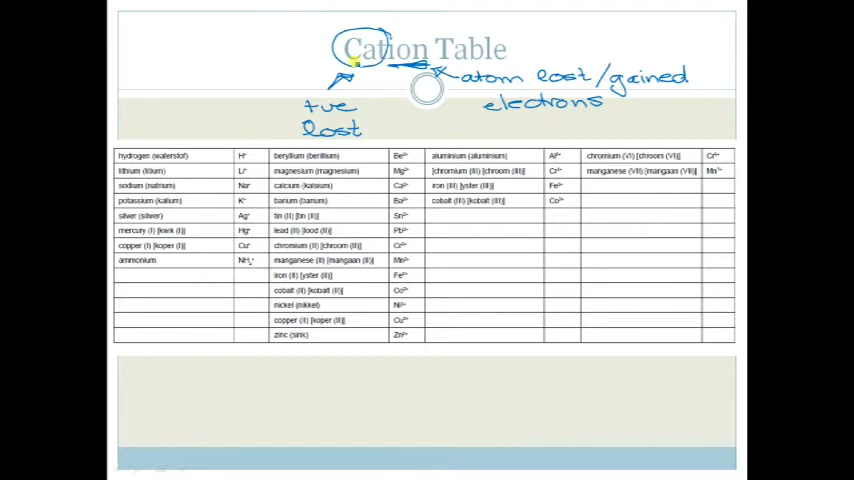 Cation Table
atom lost/gained
electrons
+ve
lost
hydrogen (waterstof) H⁺ beryllium (berillium) Be²⁺ aluminium (aluminium) Al³⁺ chromium (VI) [chroom (VI)] Cr⁶⁺
lithium (litium) Li⁺ magnesium (magnesium) Mg²⁺ [chromium (III) [chroom (III)] Cr³⁺ manganese (VII) [mangaan (VII)] Mn⁷⁺
sodium (natrium) Na⁺ calcium (kalsium) Ca²⁺ iron (III) [yster (III)] Fe³⁺
potassium (kalium) K⁺ barium (barium) Ba²⁺ cobalt (III) [kobalt (III)] Co³⁺
silver (silwer) Ag⁺ tin (II) [tin (II)] Sn²⁺
mercury (I) [kwik (I)] Hg⁺ lead (II) [lood (II)] Pb²⁺
copper (I) [koper (I)] Cu⁺ chromium (II) [chroom (II)] Cr²⁺
ammonium NH₄⁺ manganese (II) [mangaan (II)] Mn²⁺
iron (II) [yster (II)] Fe²⁺
cobalt (II) [kobalt (II)] Co²⁺
nickel (nikkel) Ni²⁺
copper (II) [koper (II)] Cu²⁺
zinc (sink) Zn²⁺